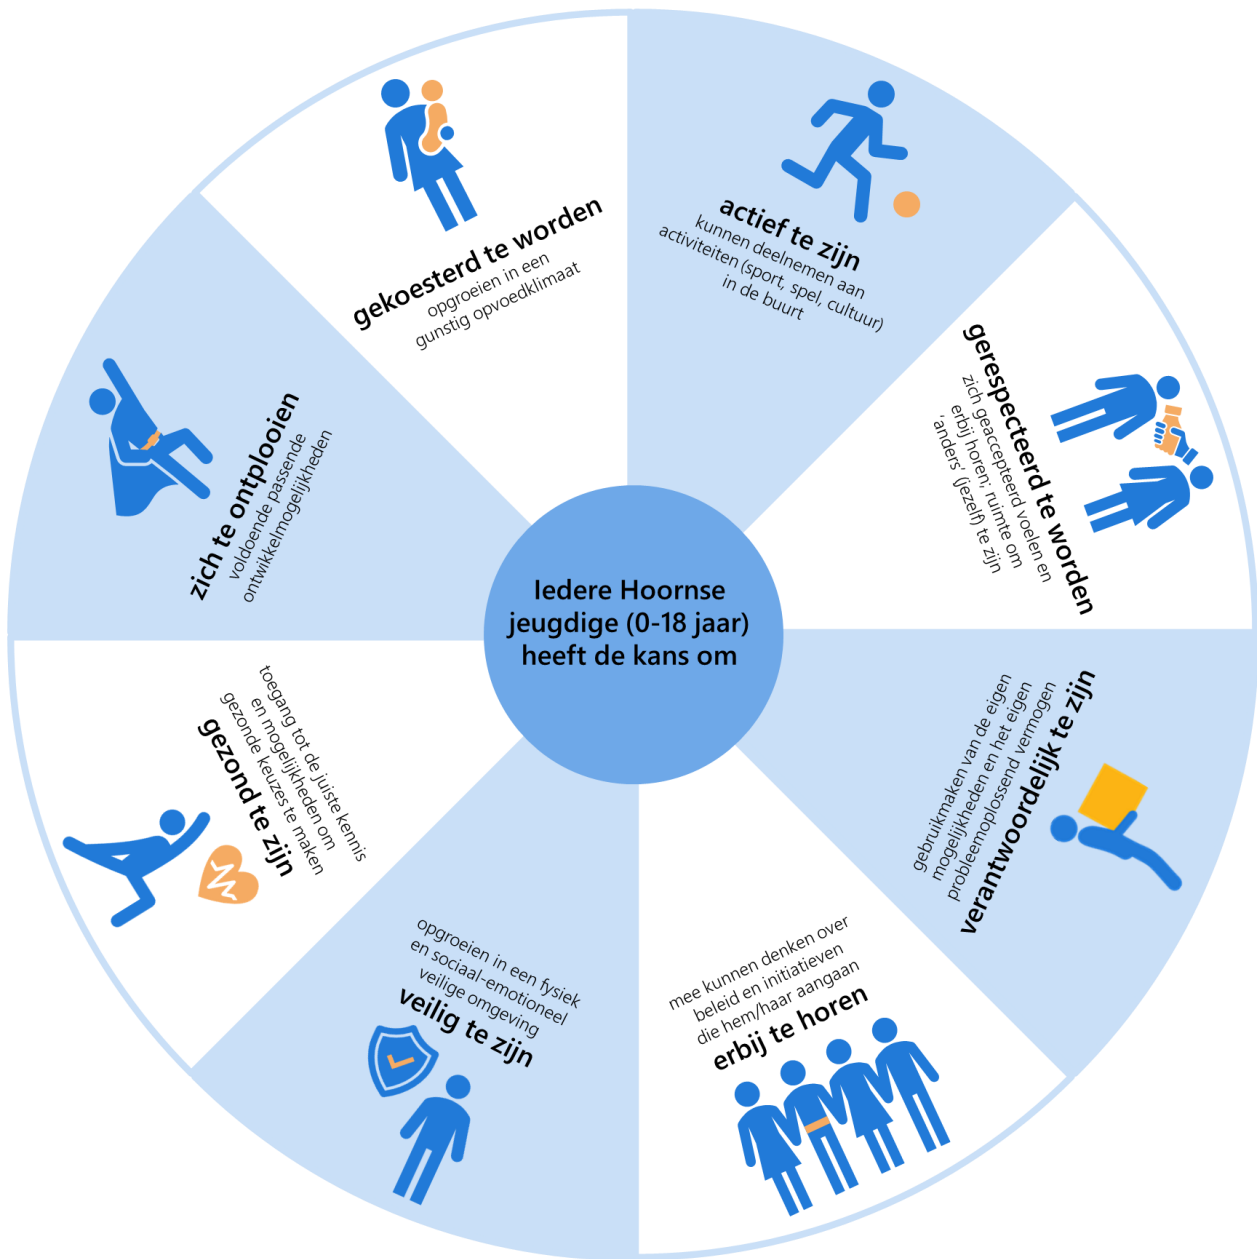 Iedere Hoornse
jeugdige (0-18 jaar)
heeft de kans om
actief te zijn
kunnen deelnemen aan
activiteiten (sport, spel, cultuur)
in de buurt
gerespecteerd te worden
zich geaccepteerd voelen en
erbij horen; ruimte om
‘anders’ (jezelf) te zijn
gebruikmaken van de eigen
mogelijkheden en het eigen
probleemoplossend vermogen
verantwoordelijk te zijn
mee kunnen denken over
beleid en initiatieven
die hem/haar aangaan
erbij te horen
opgroeien in een fysiek
en sociaal-emotioneel
veilige omgeving
veilig te zijn
toegang tot de juiste kennis
en mogelijkheden om
gezonde keuzes te maken
gezond te zijn
zich te ontplooien
voldoende passende
ontwikkelmogelijkheden
gekoesterd te worden
opgroeien in een
gunstig opvoedklimaat